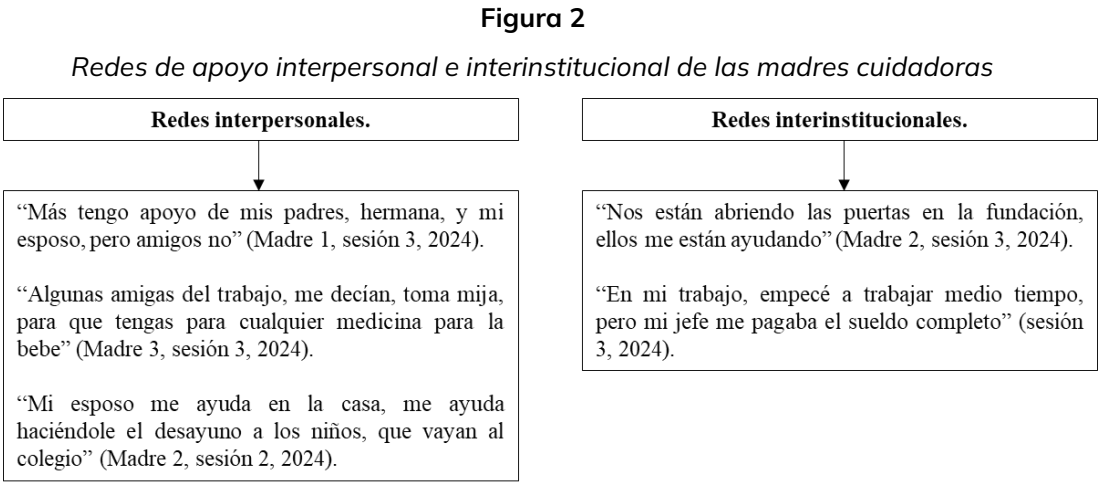 Figura 2
Redes de apoyo interpersonal e interinstitucional de las madres cuidadoras
Redes interpersonales.
“Más tengo apoyo de mis padres, hermana, y mi
esposo, pero amigos no” (Madre 1, sesión 3, 2024).
“Algunas amigas del trabajo, me decían, toma mija,
para que tengas para cualquier medicina para la
bebe” (Madre 3, sesión 3, 2024).
“Mi esposo me ayuda en la casa, me ayuda
haciéndole el desayuno a los niños, que vayan al
colegio” (Madre 2, sesión 2, 2024).
Redes interinstitucionales.
“Nos están abriendo las puertas en la fundación,
ellos me están ayudando” (Madre 2, sesión 3, 2024).
“En mi trabajo, empecé a trabajar medio tiempo,
pero mi jefe me pagaba el sueldo completo” (sesión
3, 2024).